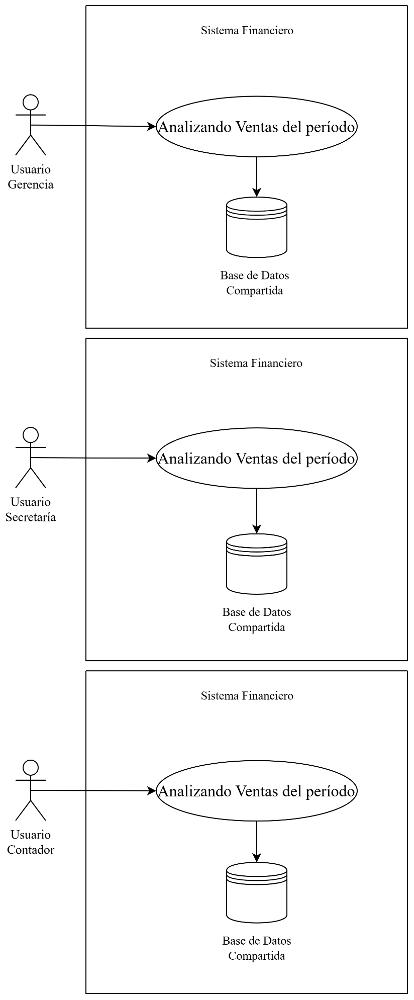 Sistema Financiero
Analizando Ventas del período
Usuario
Gerencia
Base de Datos
Compartida
Sistema Financiero
Analizando Ventas del período
Usuario
Secretaría
Base de Datos
Compartida
Sistema Financiero
Analizando Ventas del período
Usuario
Contador
Base de Datos
Compartida